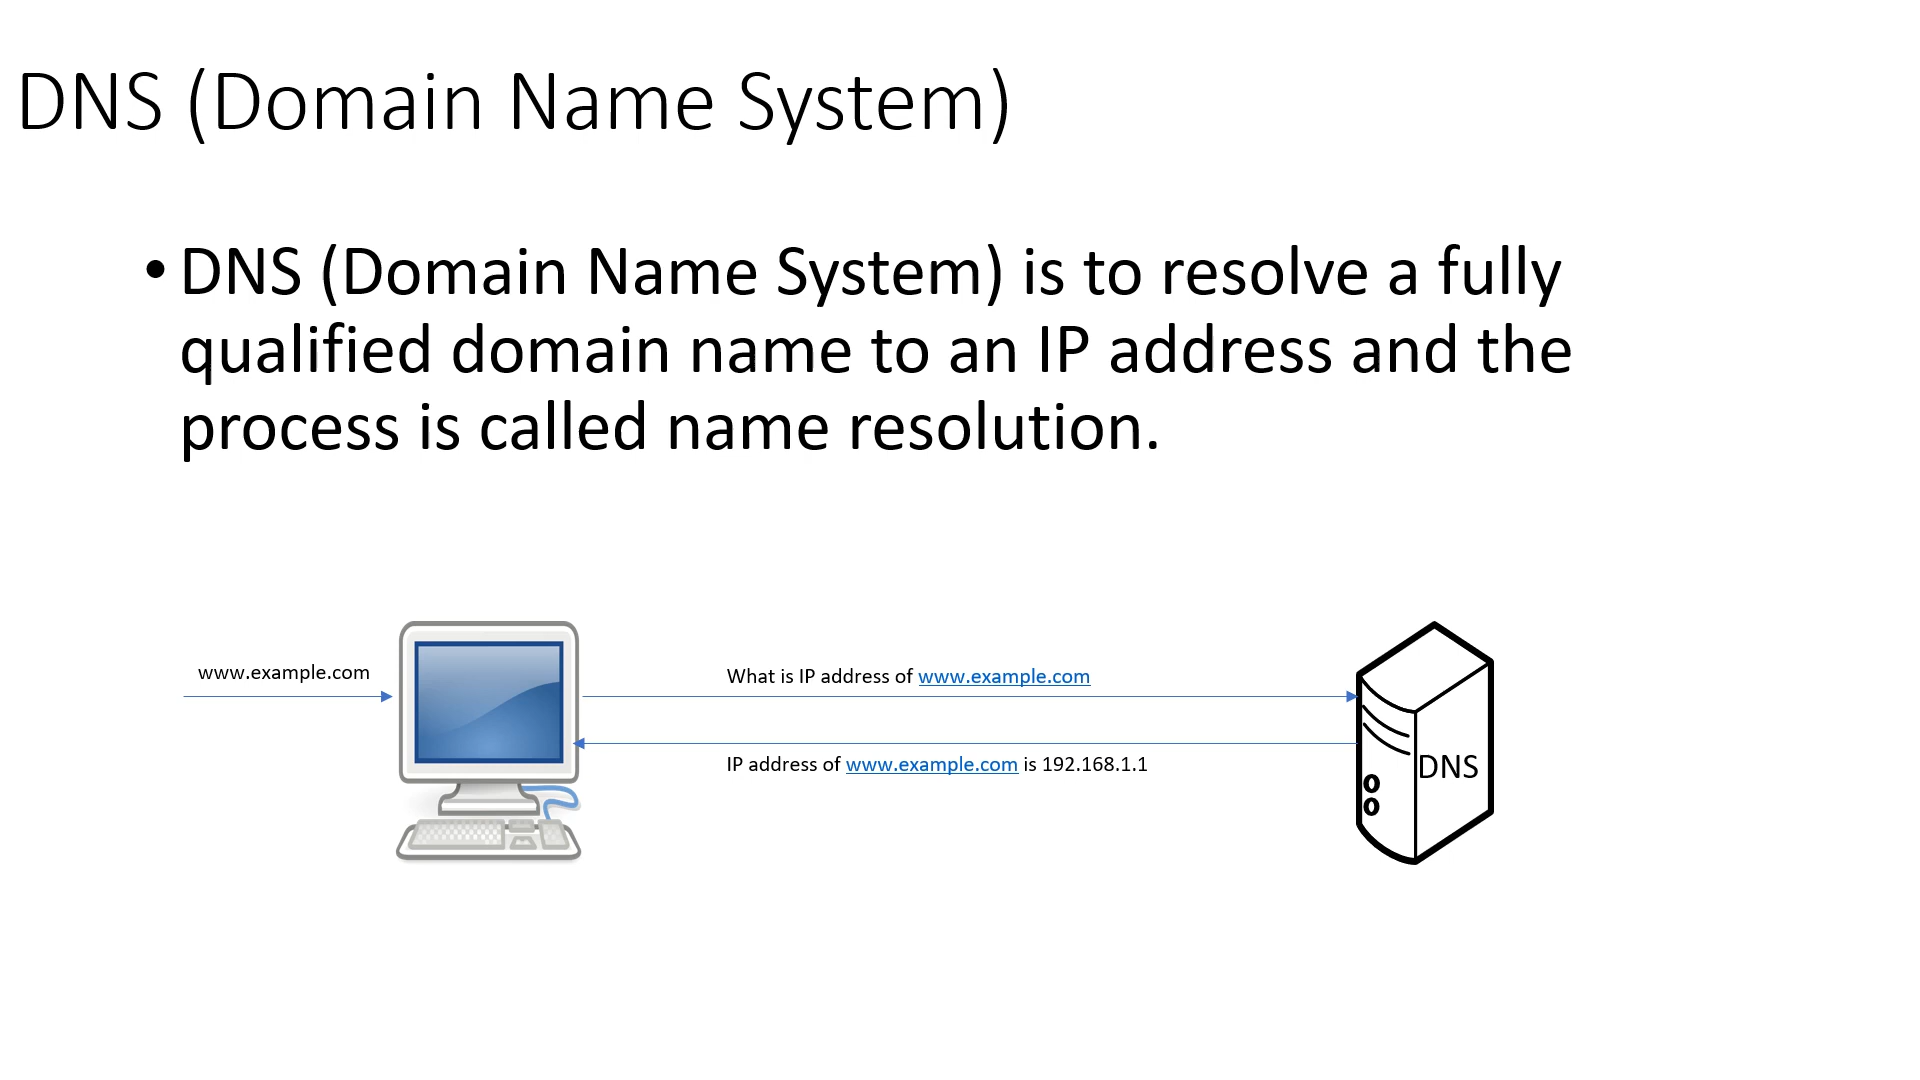 DNS (Domain Name System)
• DNS (Domain Name System) is to resolve a fully
qualified domain name to an IP address and the
process is called name resolution.
www.example.com
What is IP address of www.example.com
IP address of www.example.com is 192.168.1.1
DNS